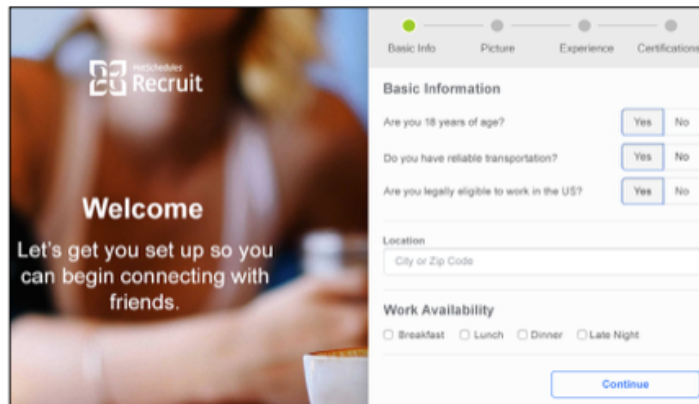 HotSchedules
Recruit
Welcome
Let's get you set up so you
can begin connecting with
friends.
Basic Info Picture Experience Certifications
Basic Information
Are you 18 years of age? Yes No
Do you have reliable transportation? Yes No
Are you legally eligible to work in the US? Yes No
Location
City or Zip Code
Work Availability
Breakfast Lunch Dinner Late Night
Continue